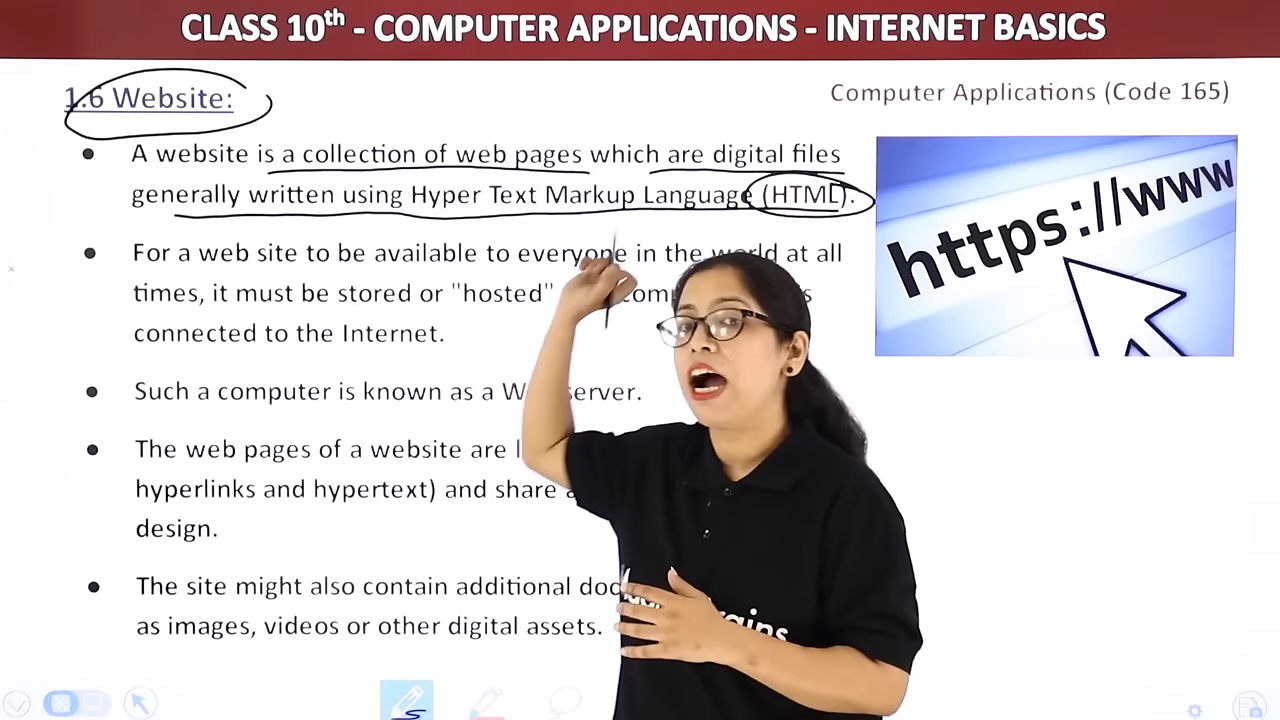 CLASS 10th - COMPUTER APPLICATIONS - INTERNET BASICS
1.6 Website:
Computer Applications (Code 165)
● A website is a collection of web pages which are digital files
generally written using Hyper Text Markup Language (HTML).
https://www
● For a web site to be available to everyone in the world at all
times, it must be stored or "hosted"
connected to the Internet.
● Such a computer is known as a server.
● The web pages of a website are
hyperlinks and hypertext) and share
design.
● The site might also contain additional
as images, videos or other digital assets.